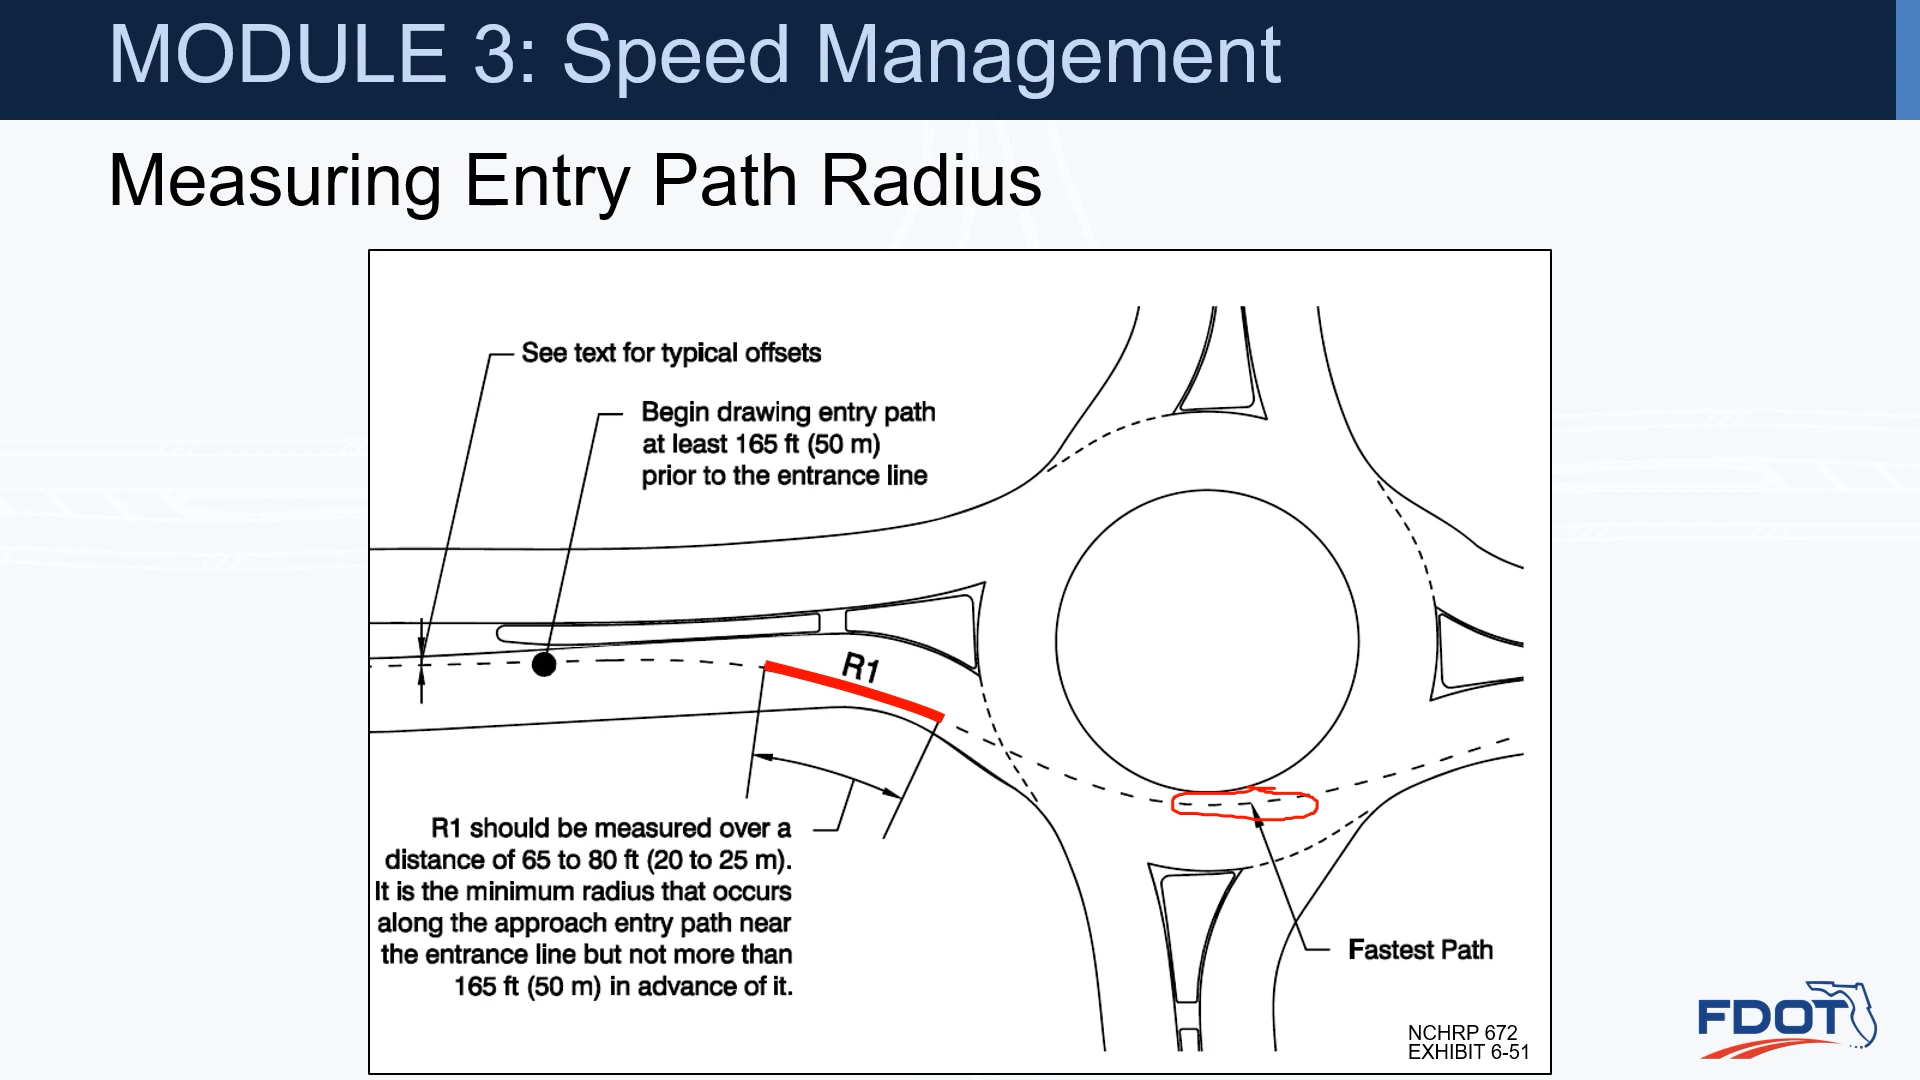 MODULE 3: Speed Management
Measuring Entry Path Radius
See text for typical offsets
Begin drawing entry path
at least 165 ft (50 m)
prior to the entrance line
R1
R1 should be measured over a
distance of 65 to 80 ft (20 to 25 m).
It is the minimum radius that occurs
along the approach entry path near
the entrance line but not more than
165 ft (50 m) in advance of it.
Fastest Path
NCHRP 672
EXHIBIT 6-51
FDOT